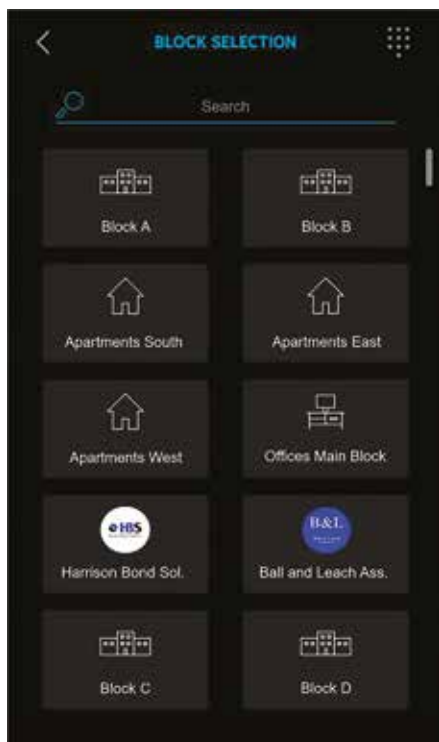 BLOCK SELECTION
Search
Block A
Block B
Apartments South
Apartments East
Apartments West
Offices Main Block
HBS
B&L
Harrison Bond Sol.
Ball and Leach Ass.
Block C
Block D